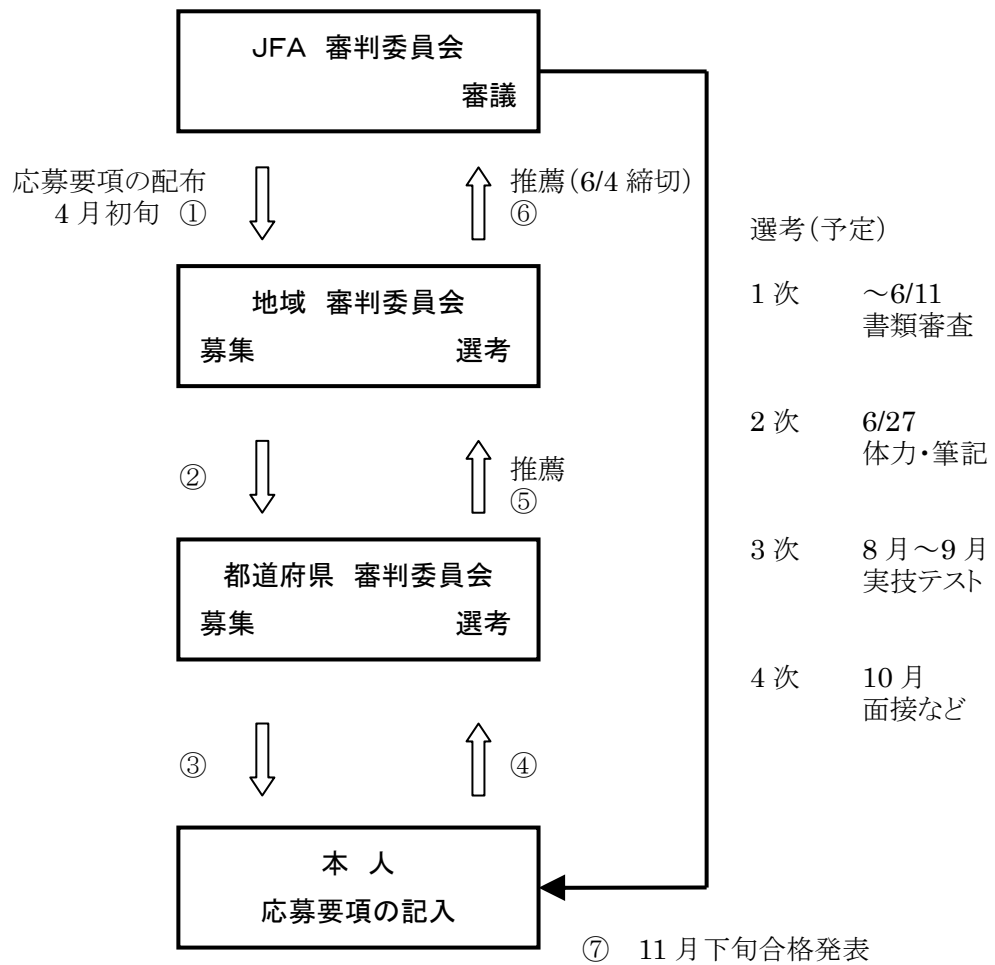 JFA 審判委員会
審議
応募要項の配布
4月初旬 ①
推薦(6/4 締切)
⑥
地域 審判委員会
募集 選考
②
推薦
⑤
都道府県 審判委員会
募集 選考
③
④
本 人
応募要項の記入
選考(予定)
1次 ~6/11
書類審査
2次 6/27
体力・筆記
3次 8月~9月
実技テスト
4次 10月
面接など
⑦ 11月下旬合格発表